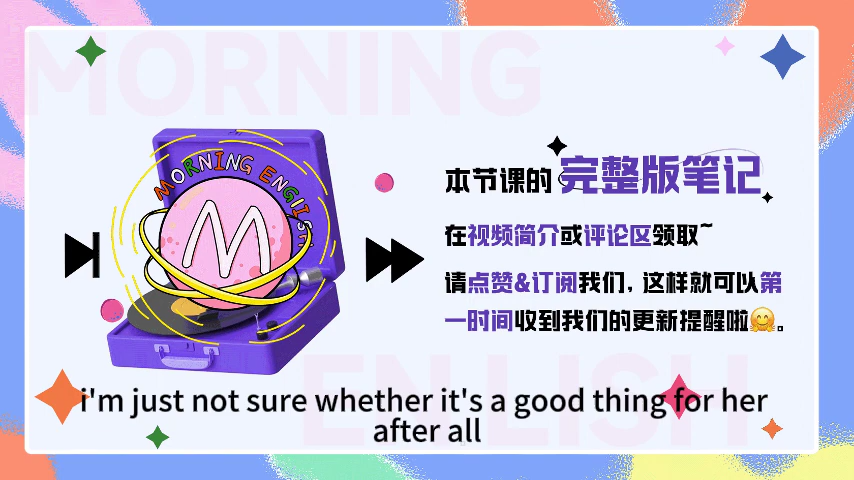 MORNING
MORNING ENGLISH
M
本节课的 完整版笔记
在视频简介或评论区领取~
请点赞&订阅我们，这样就可以第
一时间收到我们的更新提醒啦🤗。
ENGLISH
i'm just not sure whether it's a good thing for her
after all